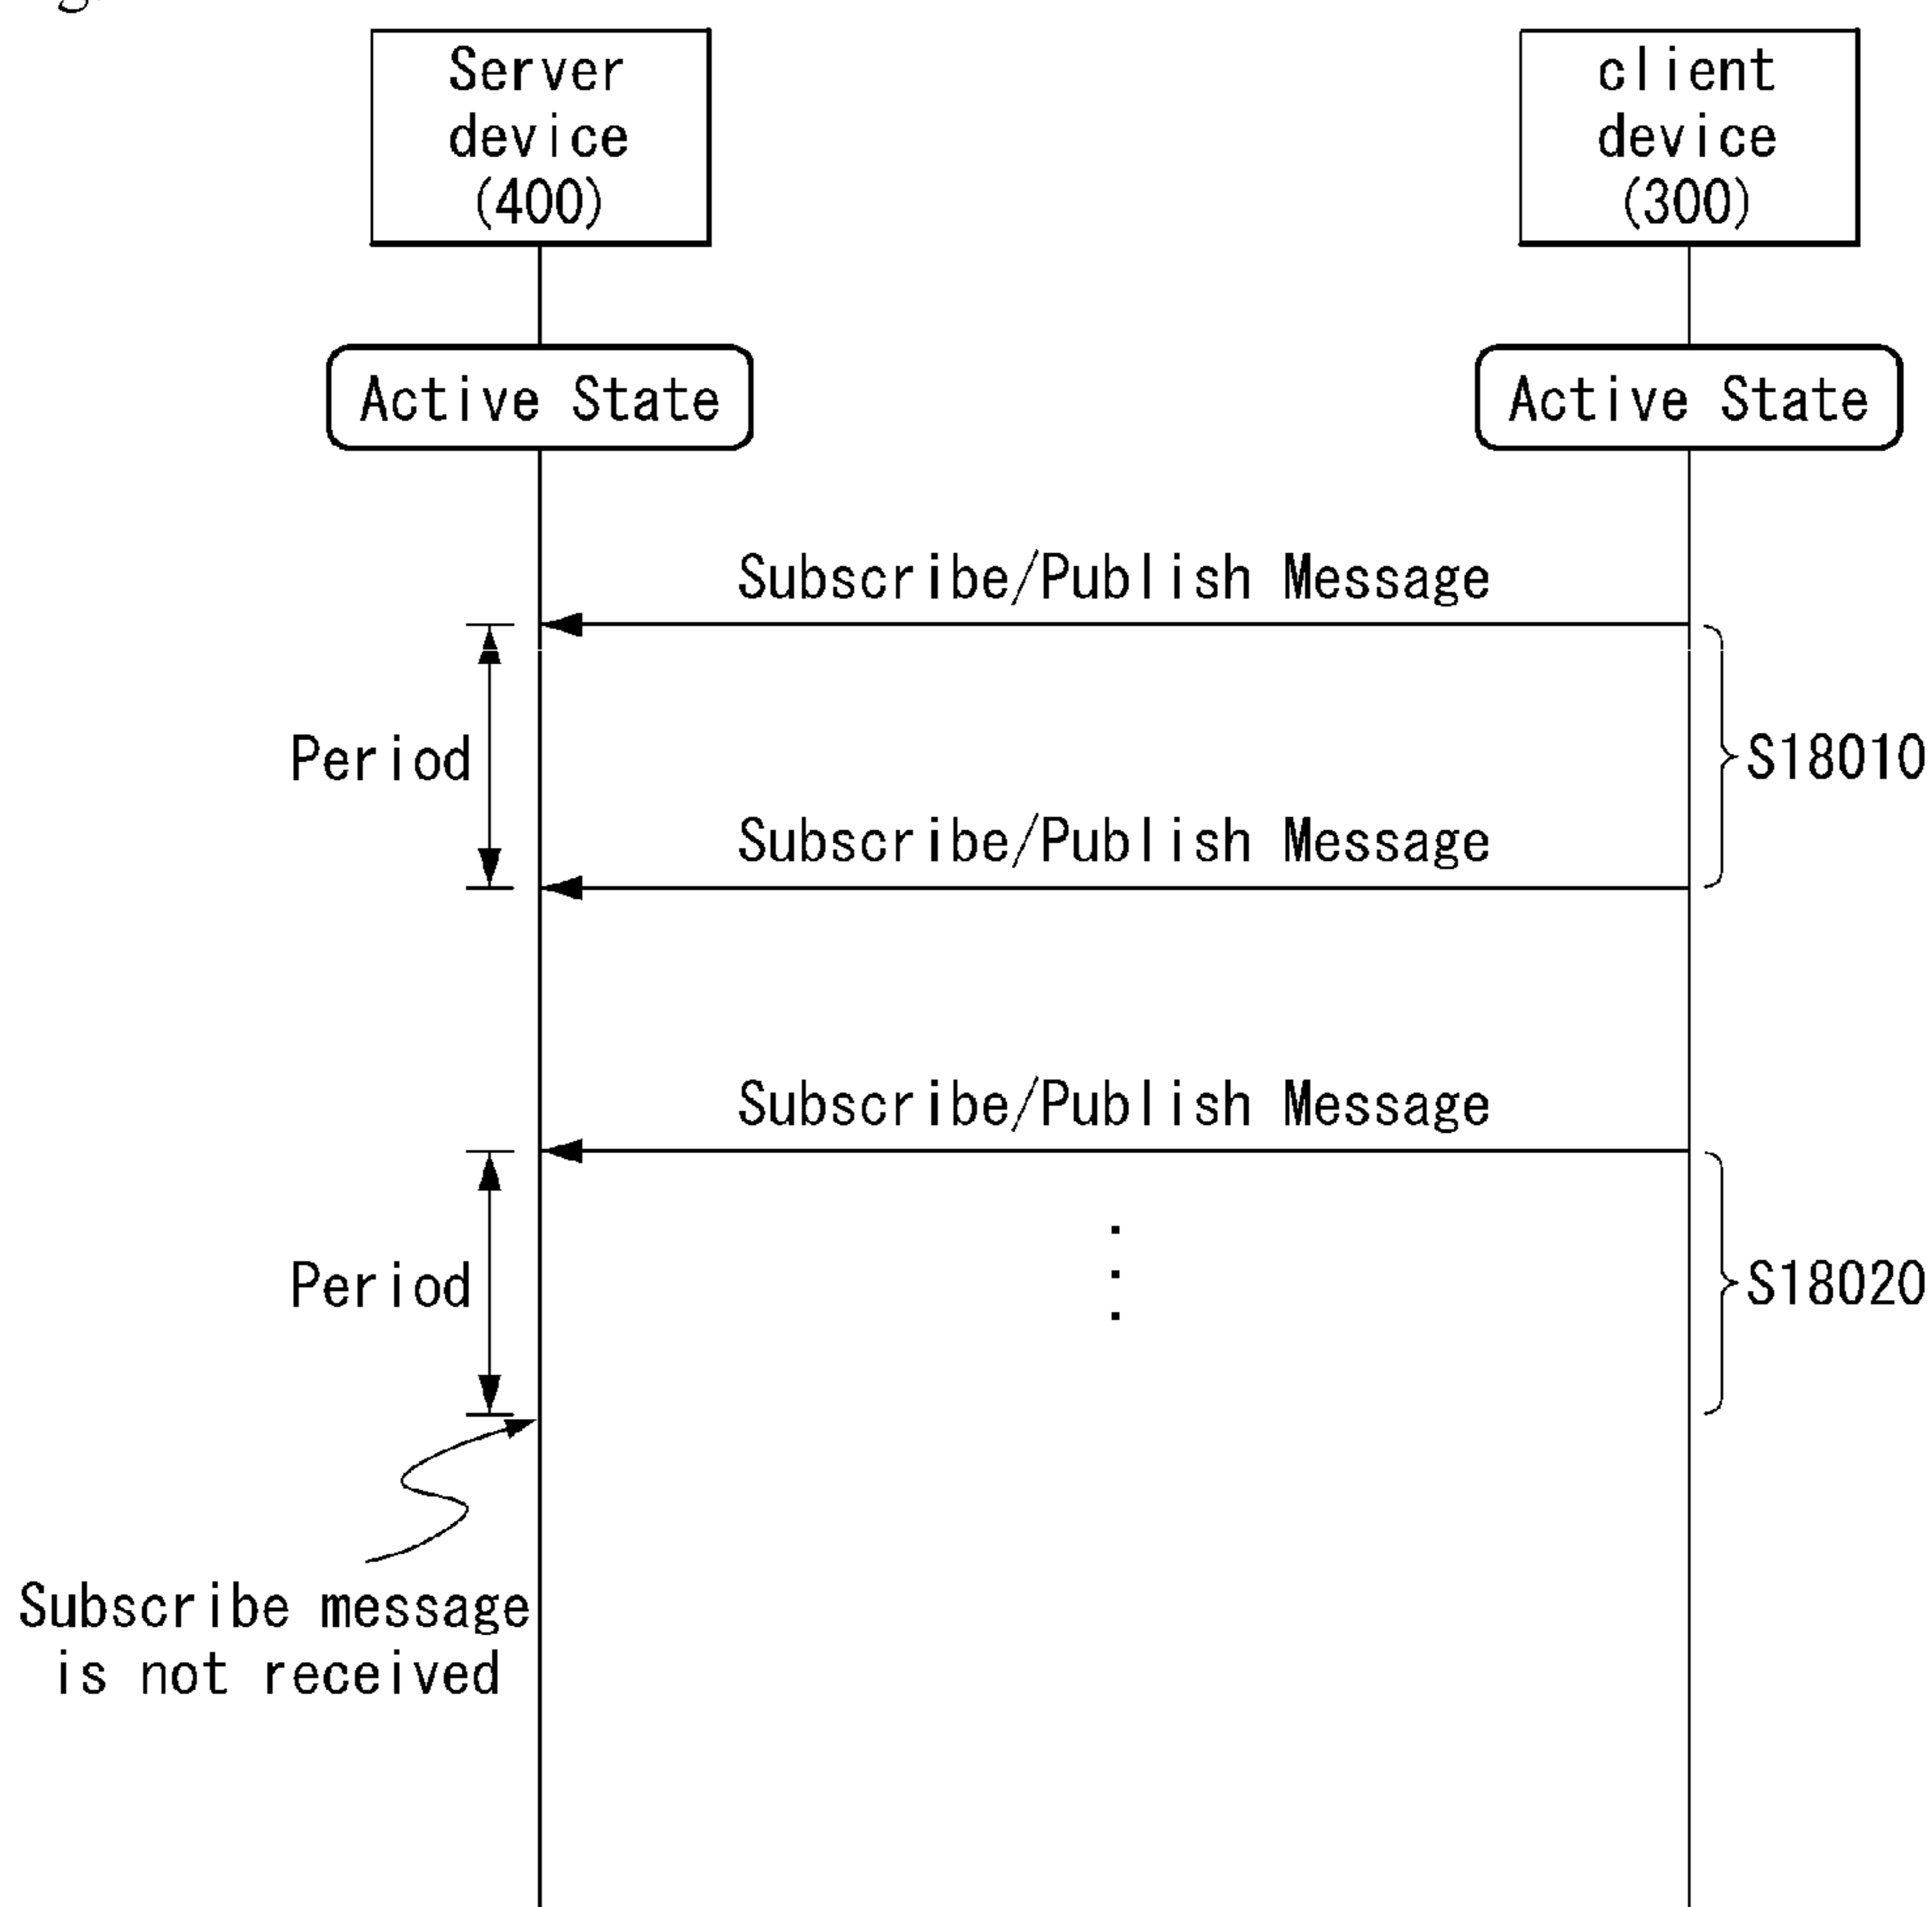 Server
device
(400)
client
device
(300)
Active State
Active State
Subscribe/Publish Message
Period
S18010
Subscribe/Publish Message
Subscribe/Publish Message
Period
S18020
Subscribe message
is not received